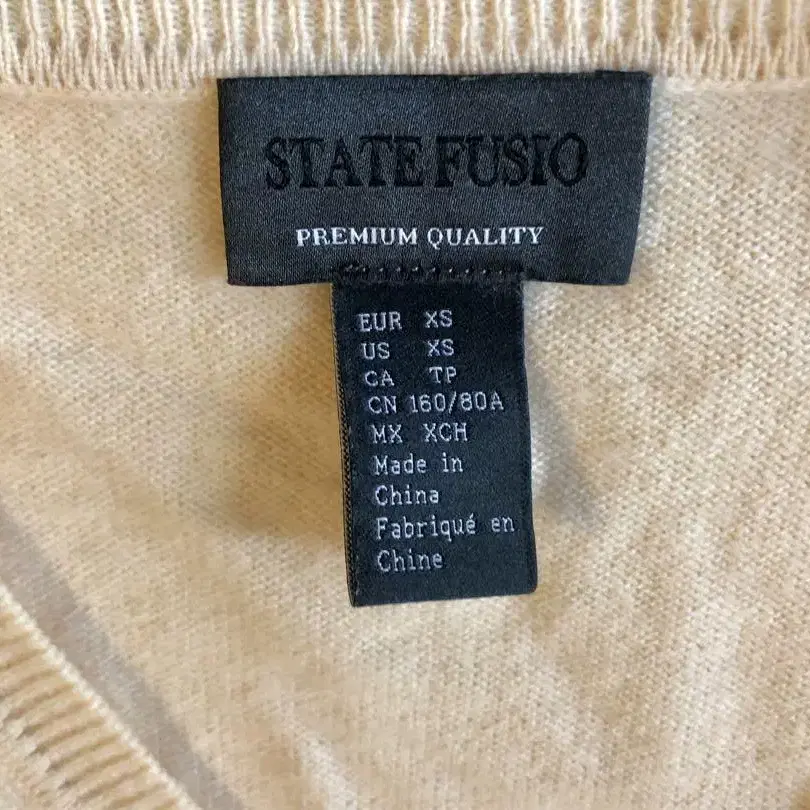 STATE FUSIO
PREMIUM QUALITY
EUR XS
US XS
CA TP
CN 160/80A
MX XCH
Made in
China
Fabriqué en
Chine